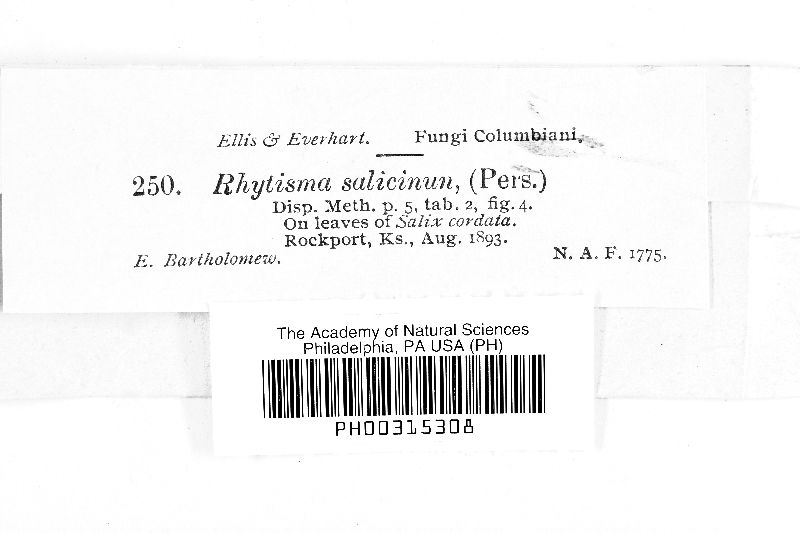 Ellis & Everhart. Fungi Columbiani.
250. Rhytisma salicinun, (Pers.)
Disp. Meth. p. 5, tab. 2, fig. 4.
On leaves of Salix cordata.
Rockport, Ks., Aug. 1893.
E. Bartholomew. N. A. F. 1775.
The Academy of Natural Sciences
Philadelphia, PA USA (PH)
PH00315308